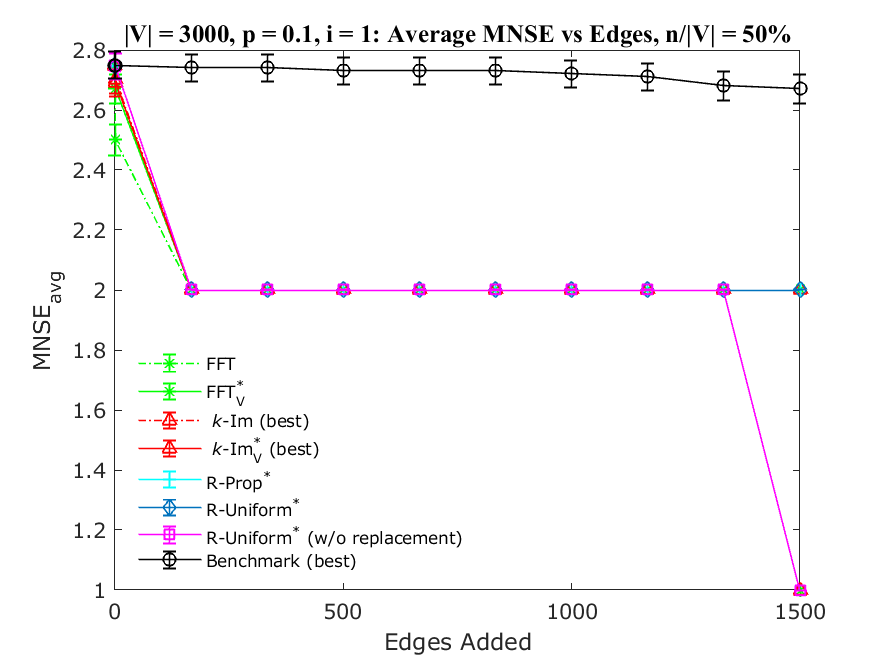 |V| = 3000, p = 0.1, i = 1: Average MNSE vs Edges, n/|V| = 50%
2.8
2.6
2.4
2.2
2
1.8
1.6
1.4
1.2
1
MNSE_avg
FFT
FFT*_V
k-Im (best)
k-Im*_V (best)
R-Prop*
R-Uniform*
R-Uniform* (w/o replacement)
Benchmark (best)
0 500 1000 1500
Edges Added